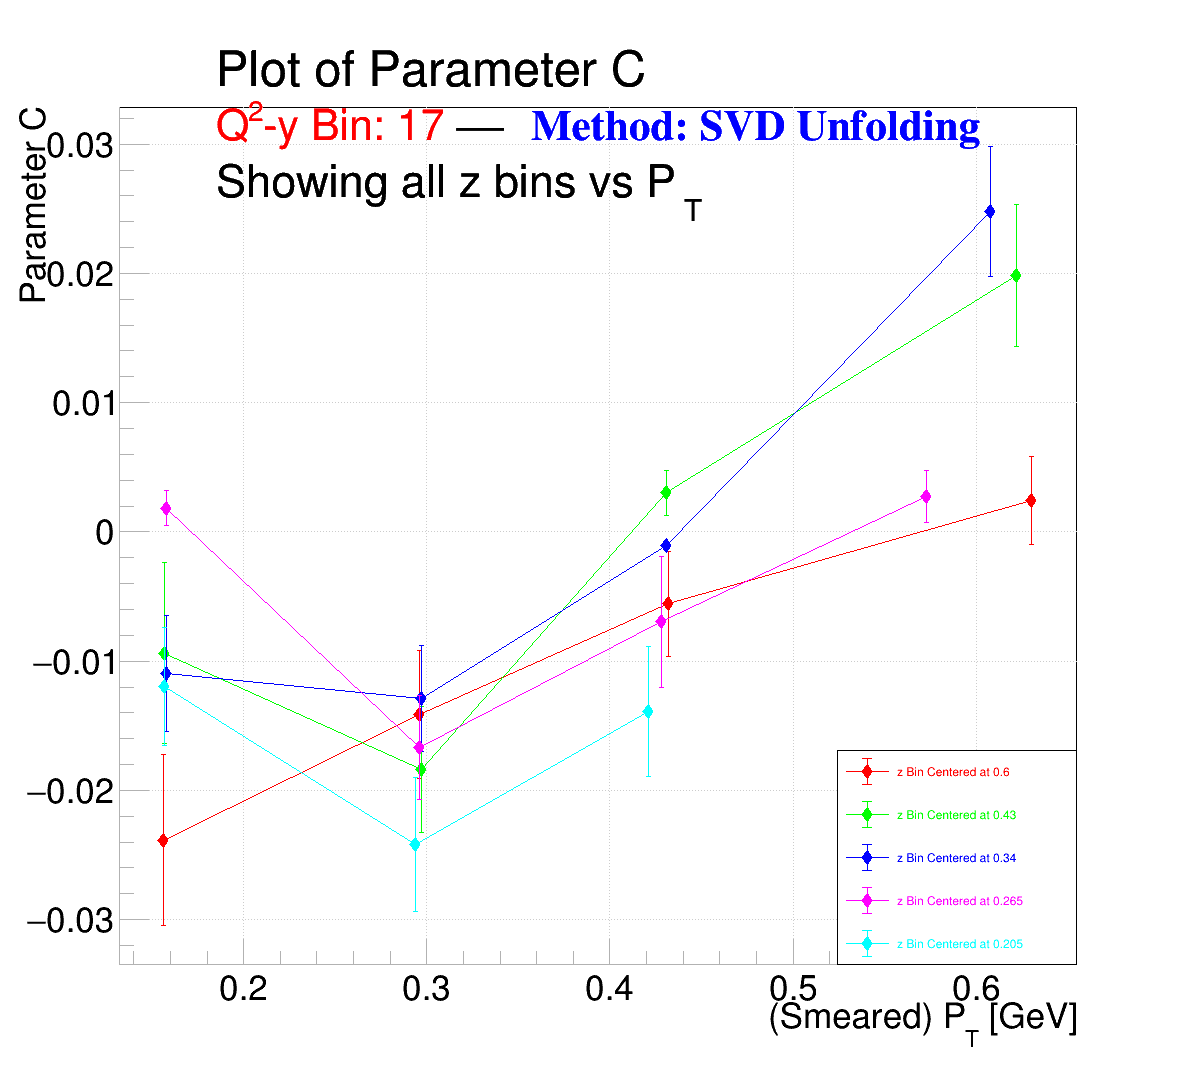 Plot of Parameter C
Q²-y Bin: 17 — Method: SVD Unfolding
Showing all z bins vs P_T
Parameter C
0.03
0.02
0.01
0
−0.01
−0.02
−0.03
z Bin Centered at 0.6
z Bin Centered at 0.43
z Bin Centered at 0.34
z Bin Centered at 0.265
z Bin Centered at 0.205
0.2 0.3 0.4 0.5 0.6
(Smeared) P_T [GeV]